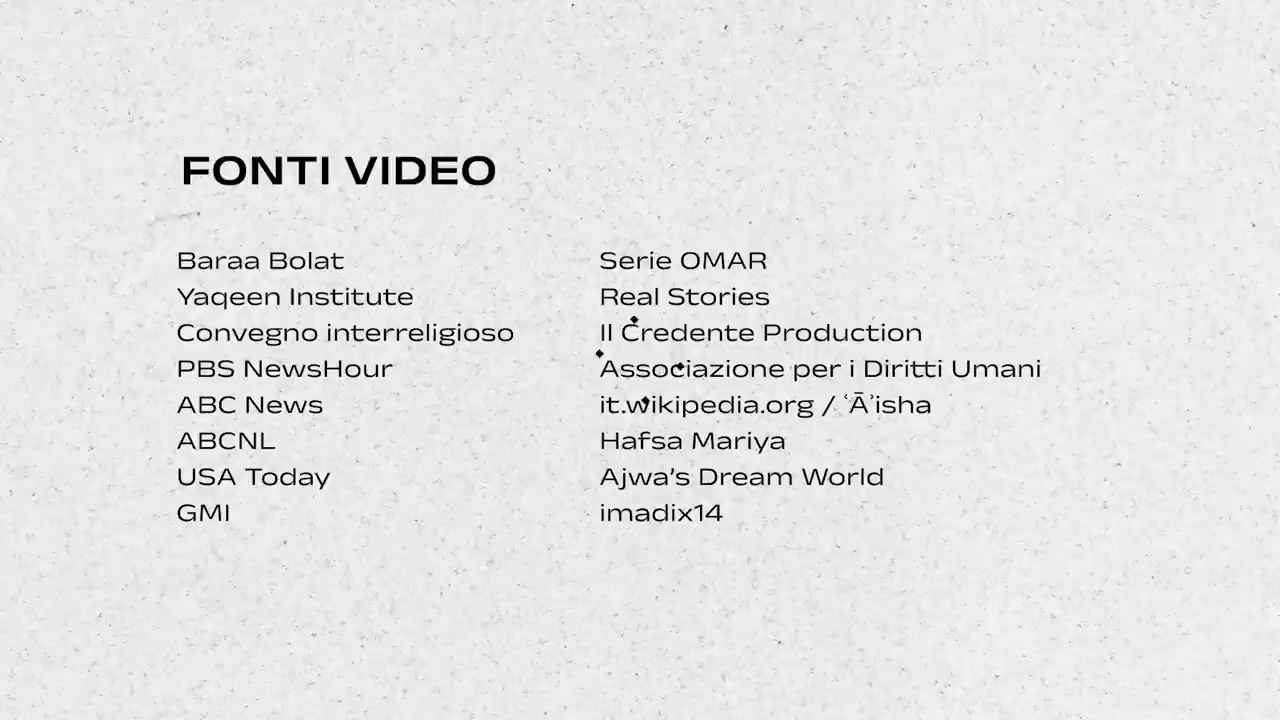 FONTI VIDEO
Baraa Bolat
Yaqeen Institute
Convegno interreligioso
PBS NewsHour
ABC News
ABCNL
USA Today
GMI
Serie OMAR
Real Stories
Il Credente Production
Associazione per i Diritti Umani
it.wikipedia.org / ʿĀʾisha
Hafsa Mariya
Ajwa’s Dream World
imadix14